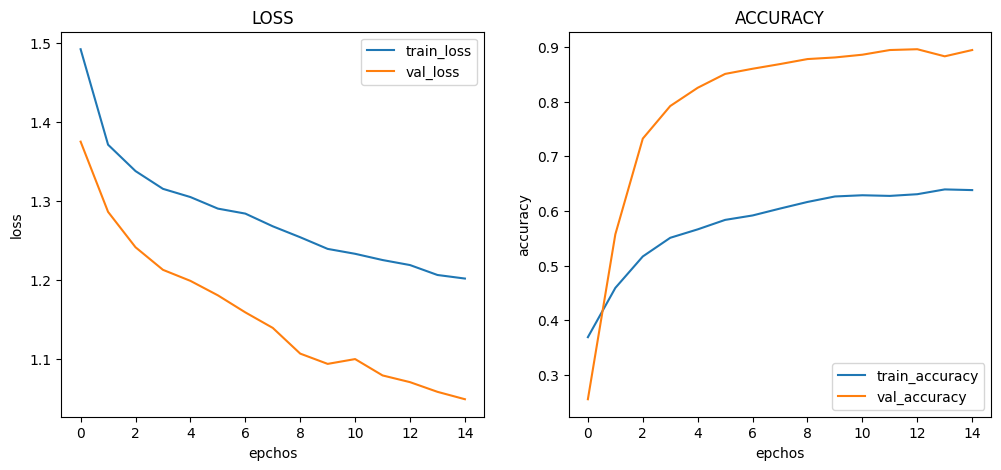 LOSS
1.5
1.4
1.3
1.2
1.1
loss
train_loss
val_loss
0 2 4 6 8 10 12 14
epchos
ACCURACY
0.9
0.8
0.7
0.6
0.5
0.4
0.3
accuracy
train_accuracy
val_accuracy
0 2 4 6 8 10 12 14
epchos